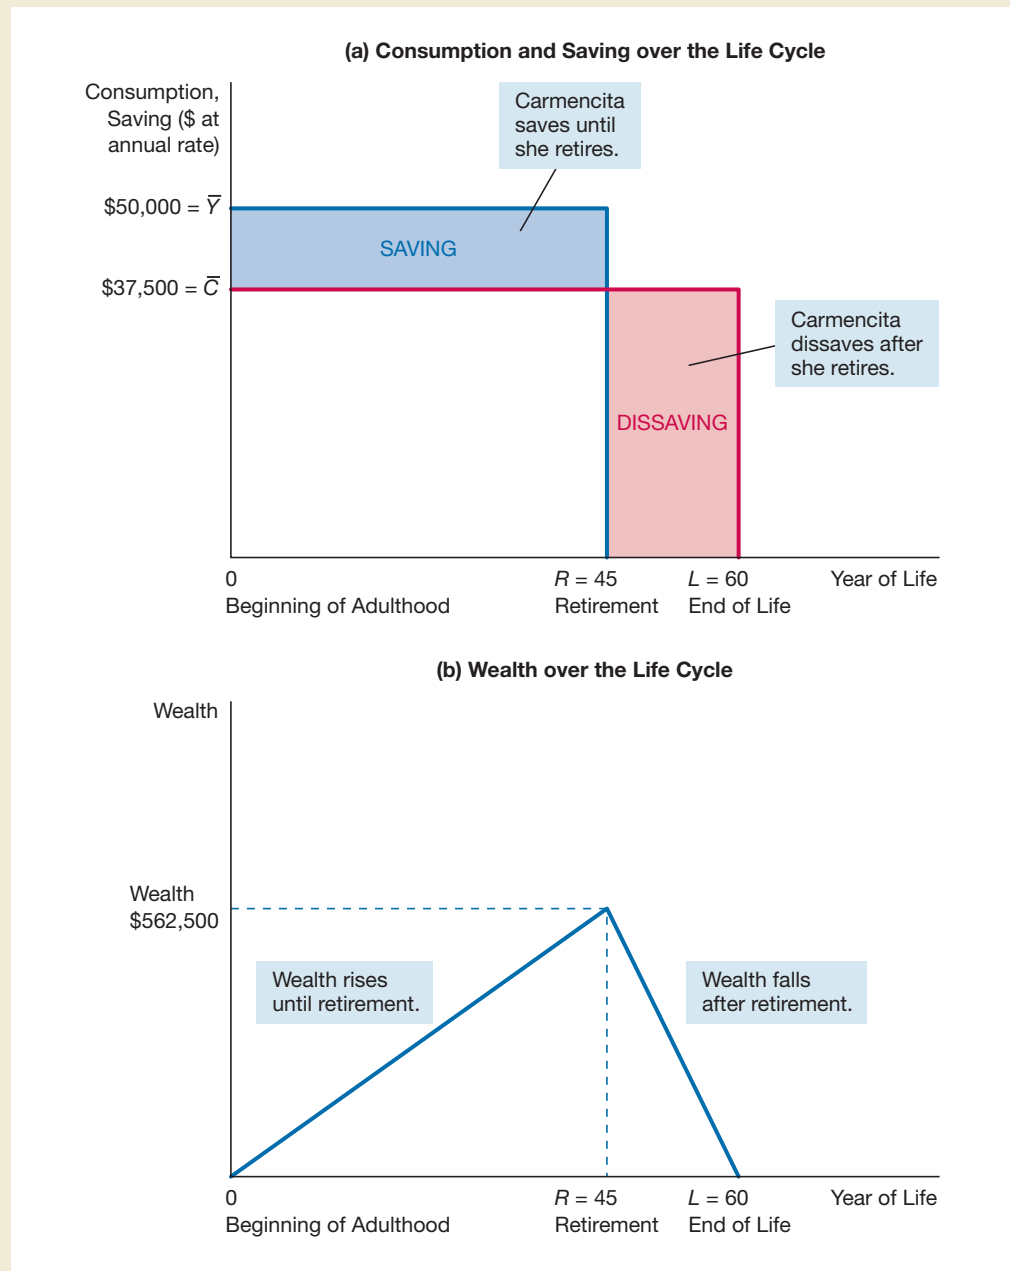 (a) Consumption and Saving over the Life Cycle
Consumption,
Saving ($ at
annual rate)
Carmencita
saves until
she retires.
$50,000 = Y̅
SAVING
$37,500 = C̅
Carmencita
dissaves after
she retires.
DISSAVING
0
R = 45
L = 60
Year of Life
Beginning of Adulthood
Retirement
End of Life
(b) Wealth over the Life Cycle
Wealth
Wealth
$562,500
Wealth rises
until retirement.
Wealth falls
after retirement.
0
R = 45
L = 60
Year of Life
Beginning of Adulthood
Retirement
End of Life